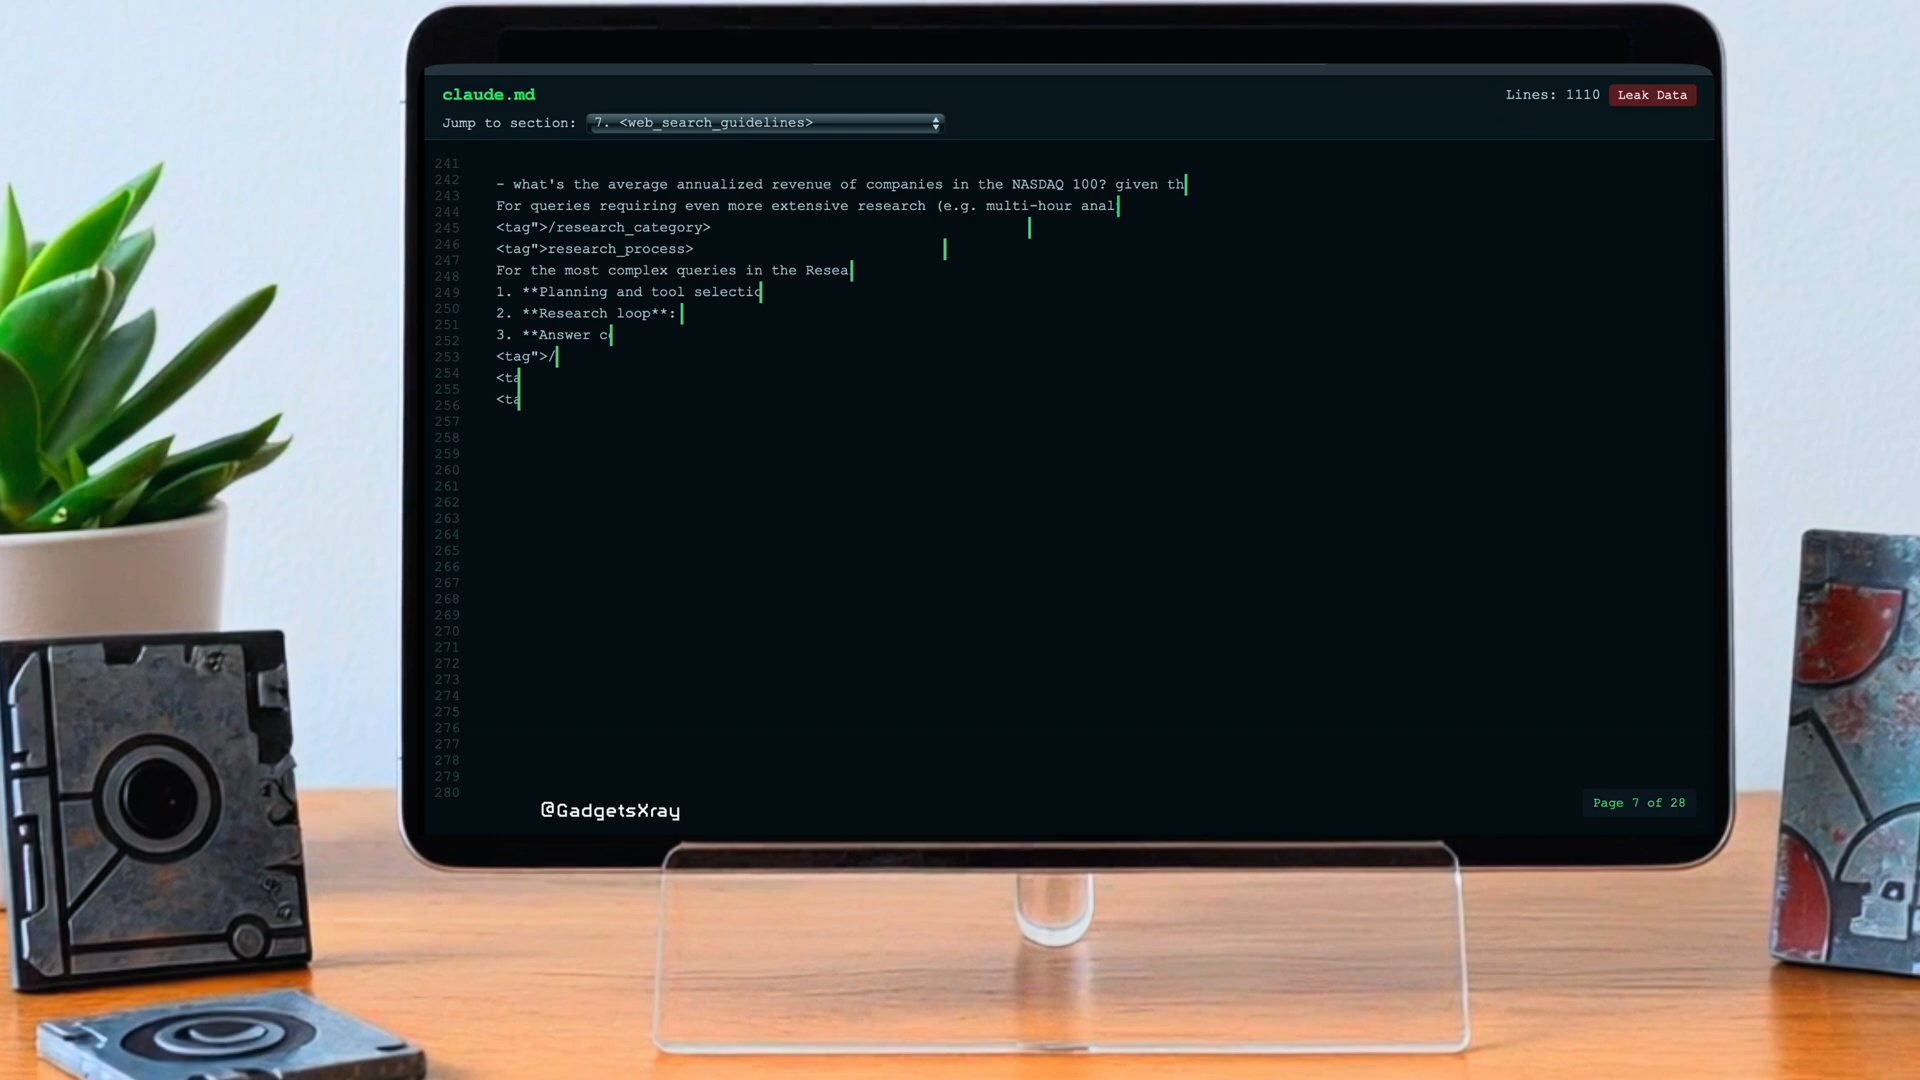 claude.md
Lines: 1110 Leak Data
Jump to section: 7. <web_search_guidelines>
241
242
243
244
245
246
247
248
249
250
251
252
253
254
255
256
257
258
259
260
261
262
263
264
265
266
267
268
269
270
271
272
273
274
275
276
277
278
279
280
- what's the average annualized revenue of companies in the NASDAQ 100? given th
For queries requiring even more extensive research (e.g. multi-hour anal
<tag">/research_category>
<tag">research_process>
For the most complex queries in the Resea
1. **Planning and tool selectio
2. **Research loop**:
3. **Answer c
<tag">/
<ta
<ta
@GadgetsXray
Page 7 of 28